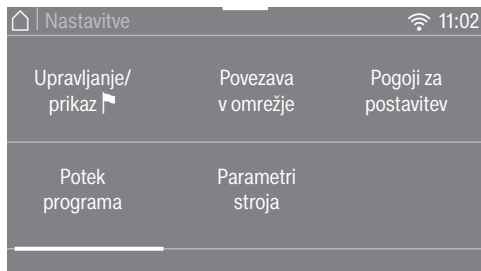 Nastavitve
11:02
Upravljanje/
prikaz
Povezava
v omrežje
Pogoji za
postavitev
Potek
programa
Parametri
stroja